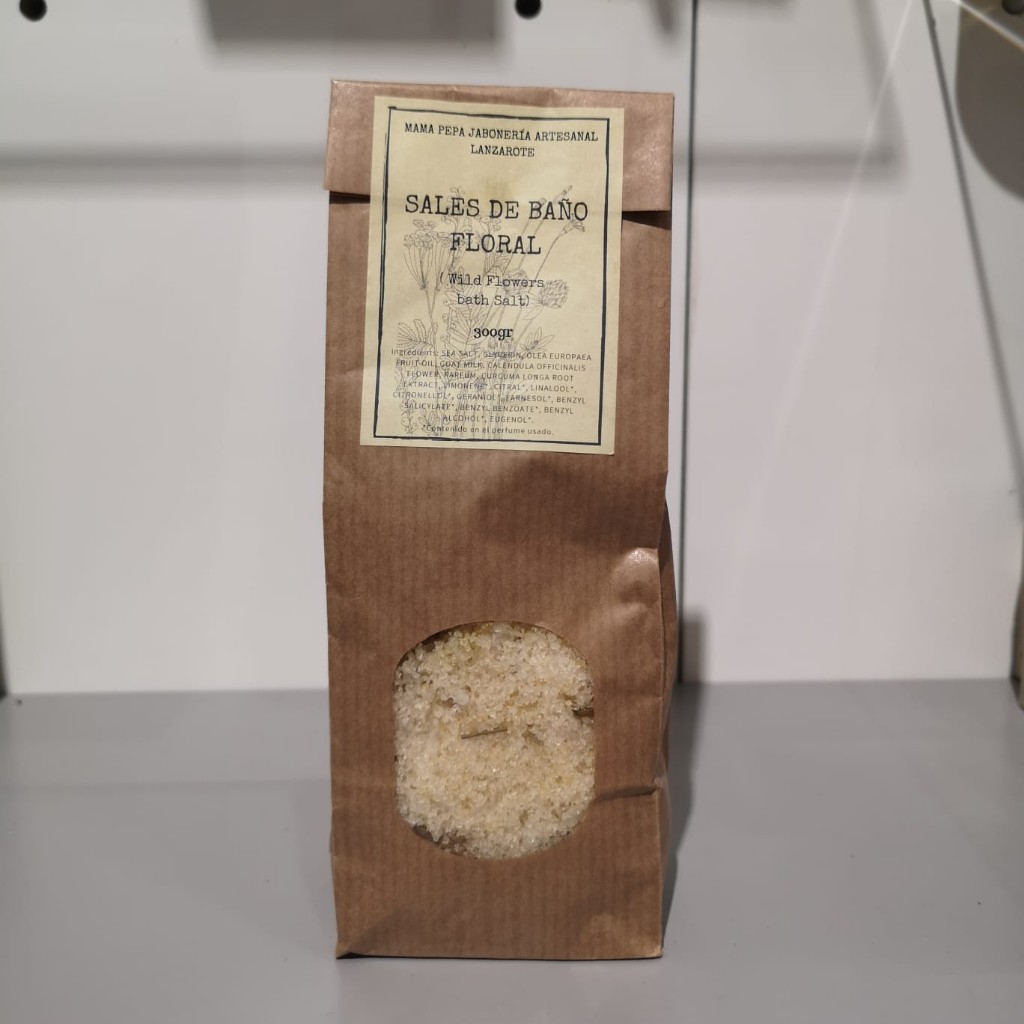 MAMA PEPA JABONERÍA ARTESANAL
LANZAROTE
SALES DE BAÑO
FLORAL
( Wild Flowers
bath Salt)
300gr
Ingredients: SEA SALT, GLYCERIN, OLEA EUROPAEA
FRUIT OIL, GOAT MILK, CALENDULA OFFICINALIS
FLOWER, PARFUM, CURCUMA LONGA ROOT
EXTRACT, LIMONENE*, CITRAL*, LINALOOL*,
CITRONELLOL*, GERANIOL*, FARNESOL*, BENZYL
SALICYLATE*, BENZYL BENZOATE*, BENZYL
ALCOHOL*, EUGENOL*.
*Contenido en el perfume usado.